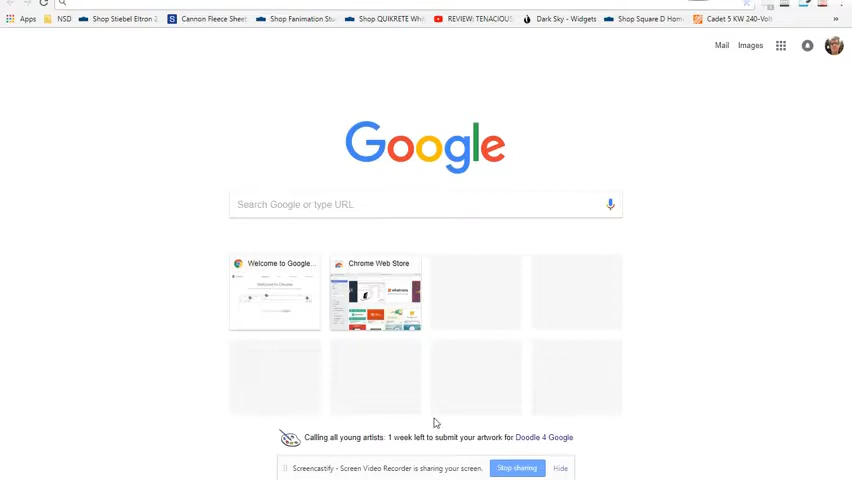 Apps NSD Shop Stiebel Eltron 2 Cannon Fleece Sheet Shop Fanimation Stu Shop QUIKRETE Whi REVIEW: TENACIOUS Dark Sky - Widgets Shop Square D Hom Cadet 5 KW 240-Volt »
Mail Images
Google
Search Google or type URL
Welcome to Google... Chrome Web Store
Calling all young artists: 1 week left to submit your artwork for Doodle 4 Google
Screencastify - Screen Video Recorder is sharing your screen. Stop sharing Hide